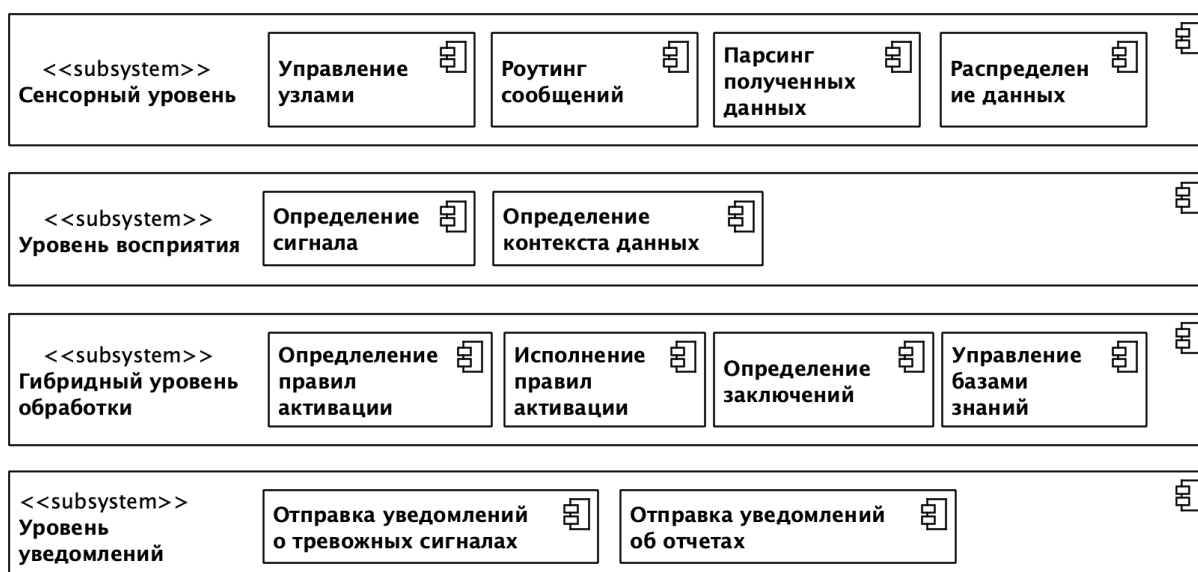 <<subsystem>>
Сенсорный уровень
Управление
узлами
Роутинг
сообщений
Парсинг
полученных
данных
Распределен
ие данных
<<subsystem>>
Уровень восприятия
Определение
сигнала
Определение
контекста данных
<<subsystem>>
Гибридный уровень
обработки
Опредлеление
правил
активации
Исполнение
правил
активации
Определение
заключений
Управление
базами
знаний
<<subsystem>>
Уровень
уведомлений
Отправка уведомлений
о тревожных сигналах
Отправка уведомлений
об отчетах